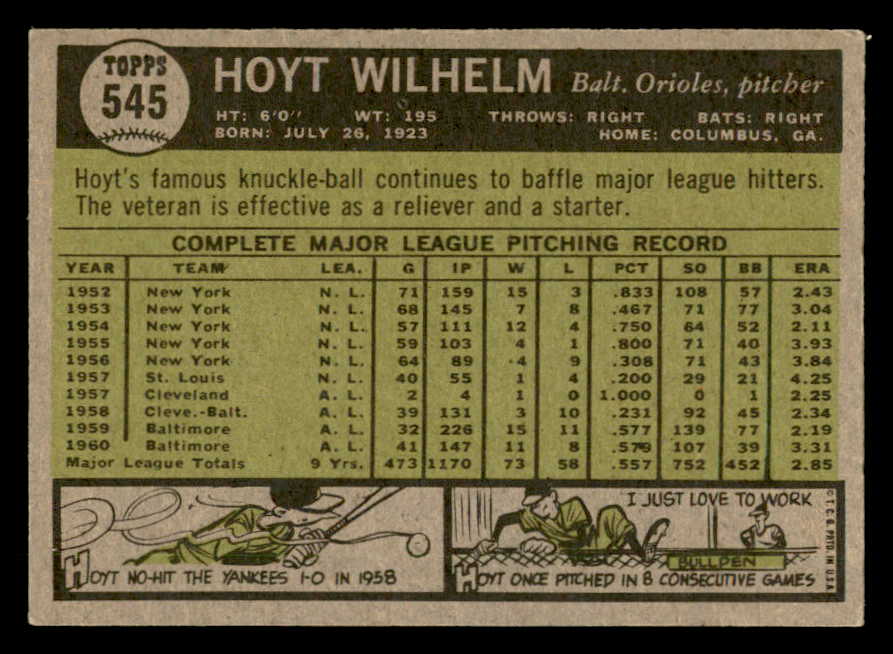 TOPPS
545
HOYT WILHELM Balt. Orioles, pitcher
HT: 6'0" WT: 195 THROWS: RIGHT BATS: RIGHT
BORN: JULY 26, 1923 HOME: COLUMBUS, GA.
Hoyt's famous knuckle-ball continues to baffle major league hitters.
The veteran is effective as a reliever and a starter.
COMPLETE MAJOR LEAGUE PITCHING RECORD
YEAR TEAM LEA. G IP W L PCT SO BB ERA
1952 New York N. L. 71 159 15 3 .833 108 57 2.43
1953 New York N. L. 68 145 7 8 .467 71 77 3.04
1954 New York N. L. 57 111 12 4 .750 64 52 2.11
1955 New York N. L. 59 103 4 1 .800 71 40 3.93
1956 New York N. L. 64 89 4 9 .308 71 43 3.84
1957 St. Louis N. L. 40 55 1 4 .200 29 21 4.25
1957 Cleveland A. L. 2 4 1 0 1.000 0 1 2.25
1958 Cleve.-Balt. A. L. 39 131 3 10 .231 92 45 2.34
1959 Baltimore A. L. 32 226 15 11 .577 139 77 2.19
1960 Baltimore A. L. 41 147 11 8 .579 107 39 3.31
Major League Totals 9 Yrs. 473 1170 73 58 .557 752 452 2.85
HOYT NO-HIT THE YANKEES 1-0 IN 1958
I JUST LOVE TO WORK
BULLPEN
HOYT ONCE PITCHED IN 8 CONSECUTIVE GAMES
© T. C. G. PRTD. IN U.S.A.